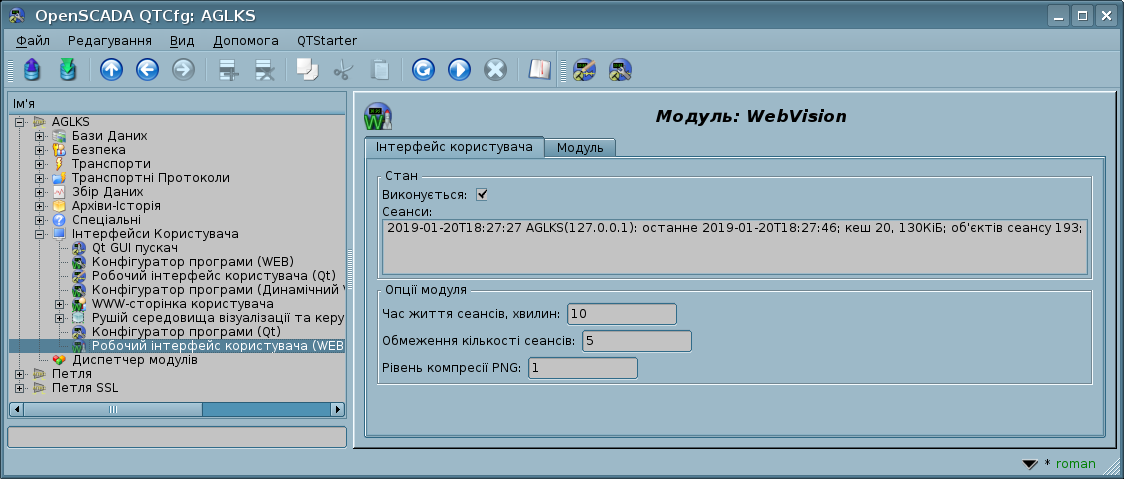 OpenSCADA QTCfg: AGLKS
Файл Редагування Вид Допомога QTStarter
Ім'я
AGLKS
Бази Даних
Безпека
Транспорти
Транспортні Протоколи
Збір Даних
Архіви-Історія
Спеціальні
Інтерфейси Користувача
Qt GUI пускач
Конфігуратор програми (WEB)
Робочий інтерфейс користувача (Qt)
Конфігуратор програми (Динамічний
WWW-сторінка користувача
Рушій середовища візуалізації та керу
Конфігуратор програми (Qt)
Робочий інтерфейс користувача (WEB
Диспетчер модулів
Петля
Петля SSL
Модуль: WebVision
Інтерфейс користувача Модуль
Стан
Виконується:
Сеанси:
2019-01-20T18:27:27 AGLKS(127.0.0.1): останне 2019-01-20T18:27:46; кеш 20, 130КіБ; об'єктів сеансу 193;
Опції модуля
Час життя сеансів, хвилин: 10
Обмеження кількості сеансів: 5
Рівень компресії PNG: 1
* roman